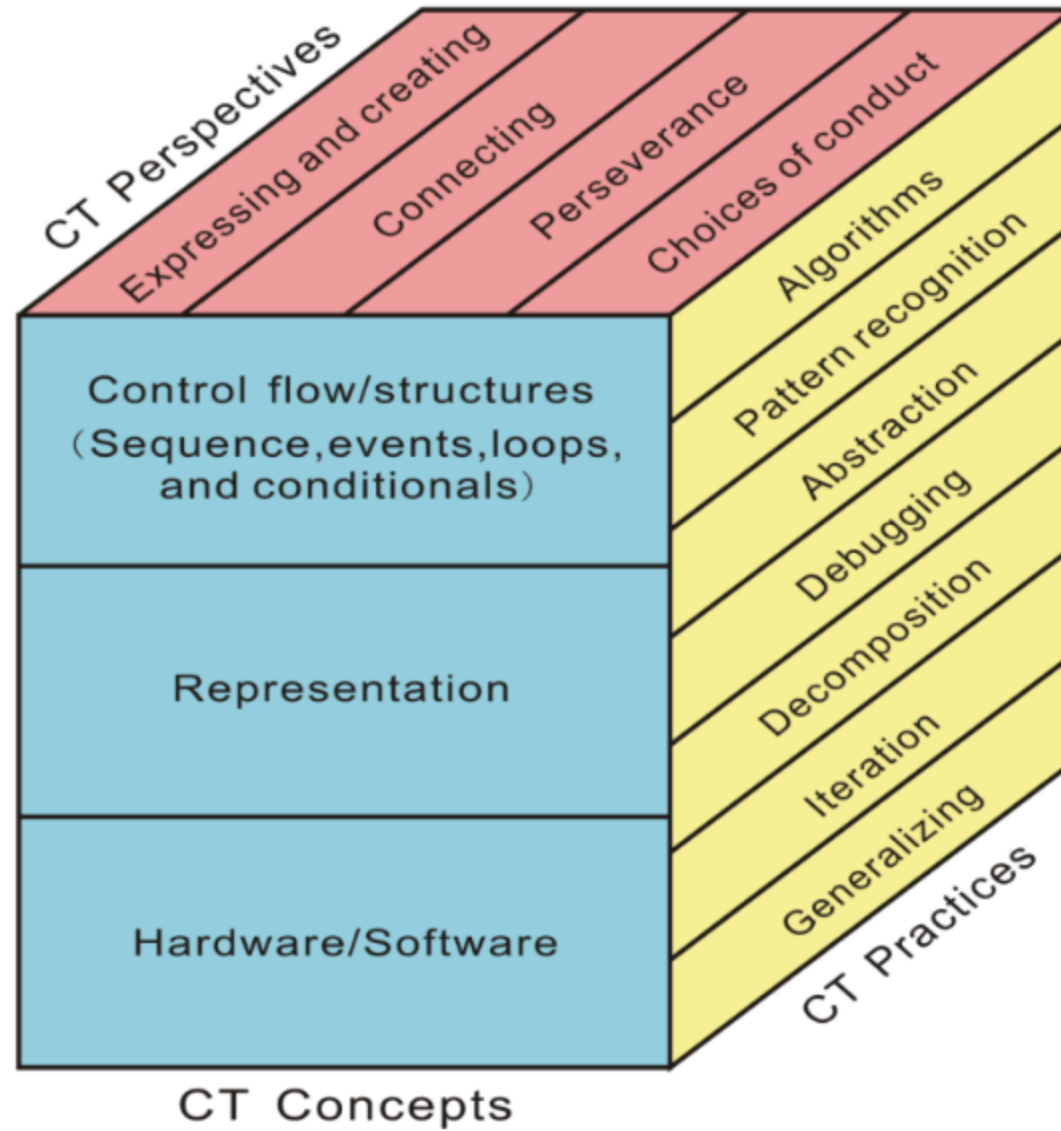 CT Perspectives
Expressing and creating
Connecting
Perseverance
Choices of conduct
Control flow/structures
（Sequence,events,loops,
and conditionals）
Representation
Hardware/Software
CT Concepts
Algorithms
Pattern recognition
Abstraction
Debugging
Decomposition
Iteration
Generalizing
CT Practices